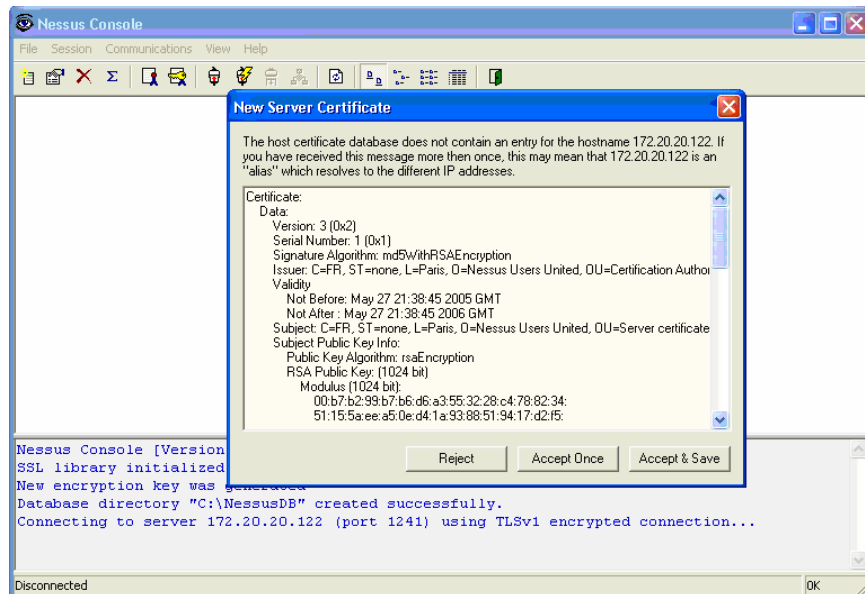 Nessus Console
File Session Communications View Help
New Server Certificate
The host certificate database does not contain an entry for the hostname 172.20.20.122. If
you have received this message more then once, this may mean that 172.20.20.122 is an
"alias" which resolves to the different IP addresses.
Certificate:
Data:
Version: 3 (0x2)
Serial Number: 1 (0x1)
Signature Algorithm: md5WithRSAEncryption
Issuer: C=FR, ST=none, L=Paris, O=Nessus Users United, OU=Certification Author
Validity
Not Before: May 27 21:38:45 2005 GMT
Not After : May 27 21:38:45 2006 GMT
Subject: C=FR, ST=none, L=Paris, O=Nessus Users United, OU=Server certificate
Subject Public Key Info:
Public Key Algorithm: rsaEncryption
RSA Public Key: (1024 bit)
Modulus (1024 bit):
00:b7:b2:99:b7:b6:d6:a3:55:32:28:c4:78:82:34:
51:15:5a:ee:a5:0e:d4:1a:93:88:51:94:17:d2:f5:
Reject Accept Once Accept & Save
Nessus Console [Version
SSL library initialized
New encryption key was generated
Database directory "C:\NessusDB" created successfully.
Connecting to server 172.20.20.122 (port 1241) using TLSv1 encrypted connection...
Disconnected OK